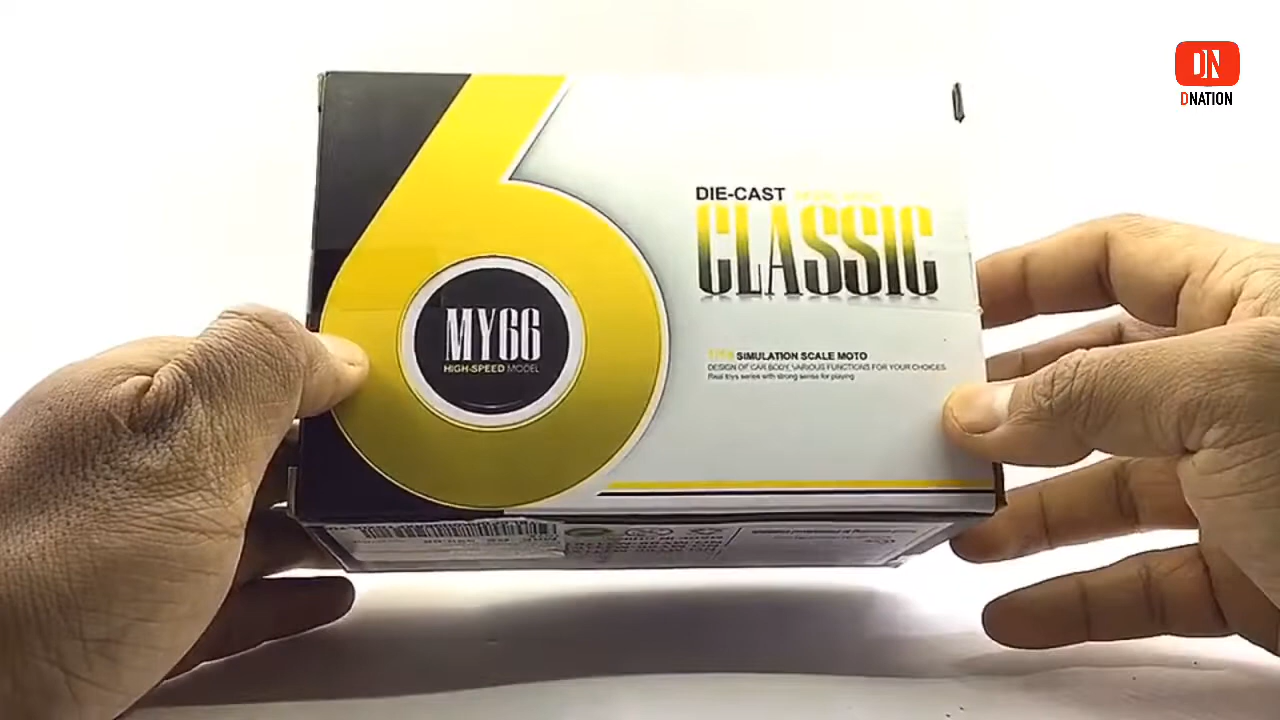 DN
DNATION
DIE-CAST
CLASSIC
MY66
HIGH-SPEED MODEL
SIMULATION SCALE MOTO
DESIGN OF CAR BODY, VARIOUS FUNCTIONS FOR YOUR CHOICES.
Real toys series with strong sense for playing